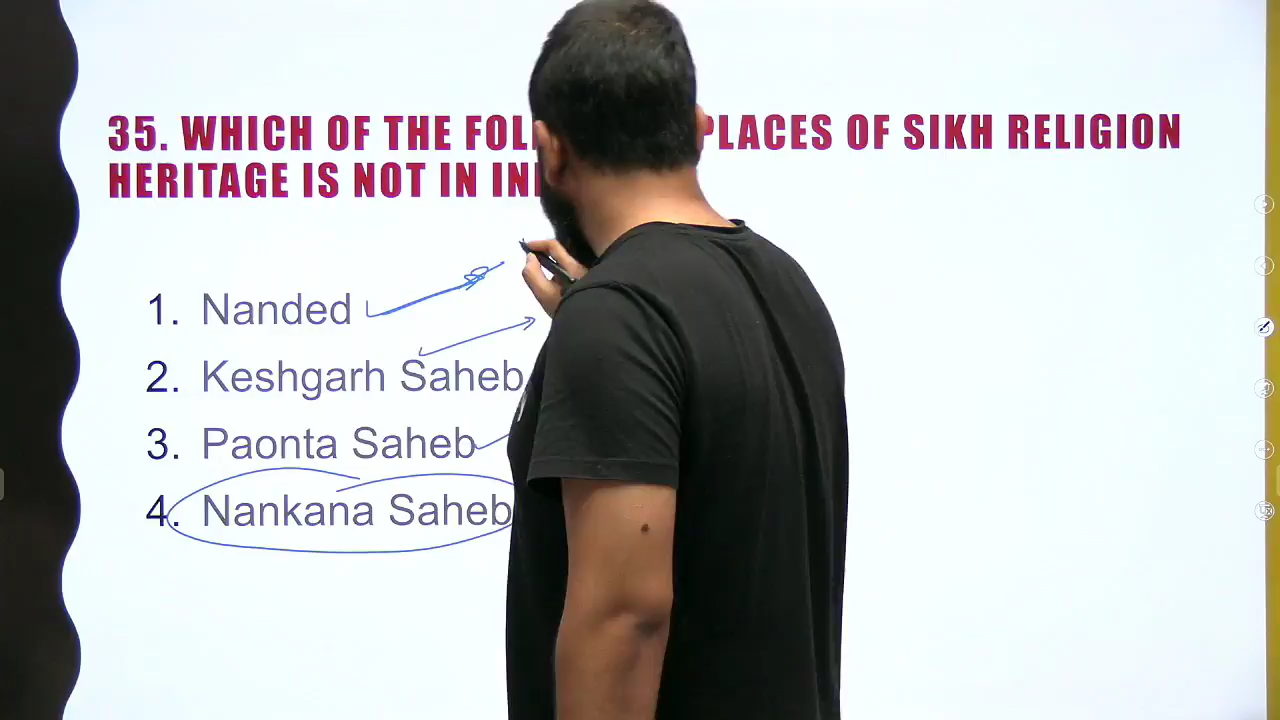 35. WHICH OF THE FOL PLACES OF SIKH RELIGION
HERITAGE IS NOT IN IN
1. Nanded
2. Keshgarh Saheb
3. Paonta Saheb
4. Nankana Saheb